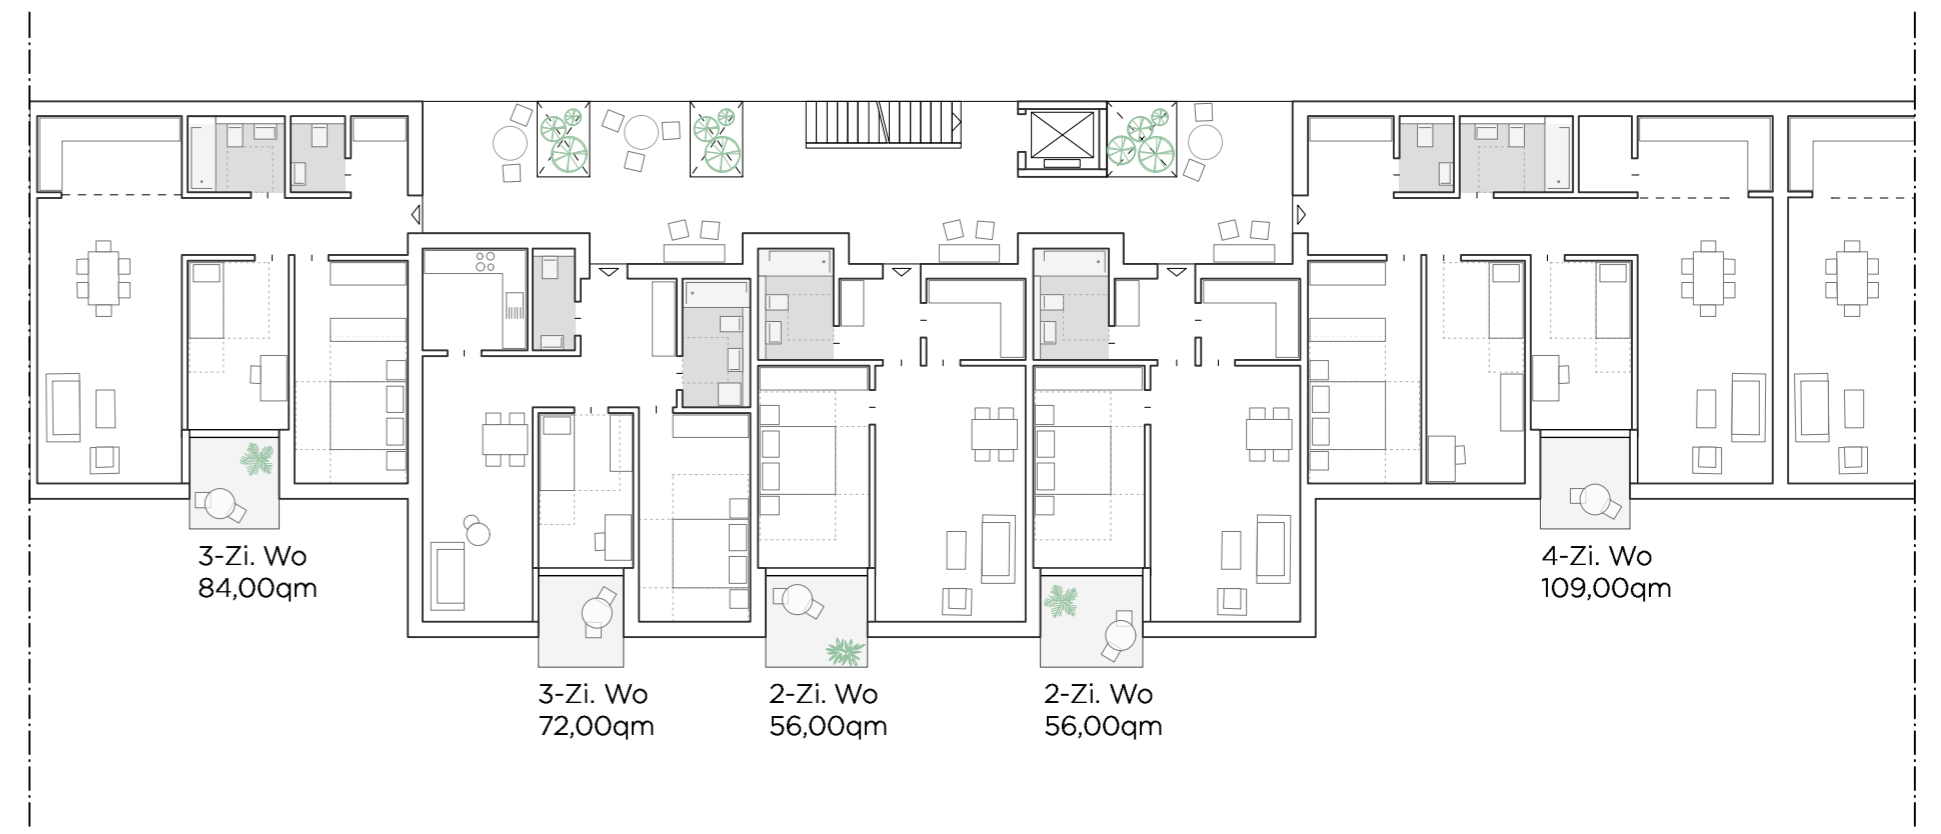 3-Zi. Wo
84,00qm
3-Zi. Wo
72,00qm
2-Zi. Wo
56,00qm
2-Zi. Wo
56,00qm
4-Zi. Wo
109,00qm